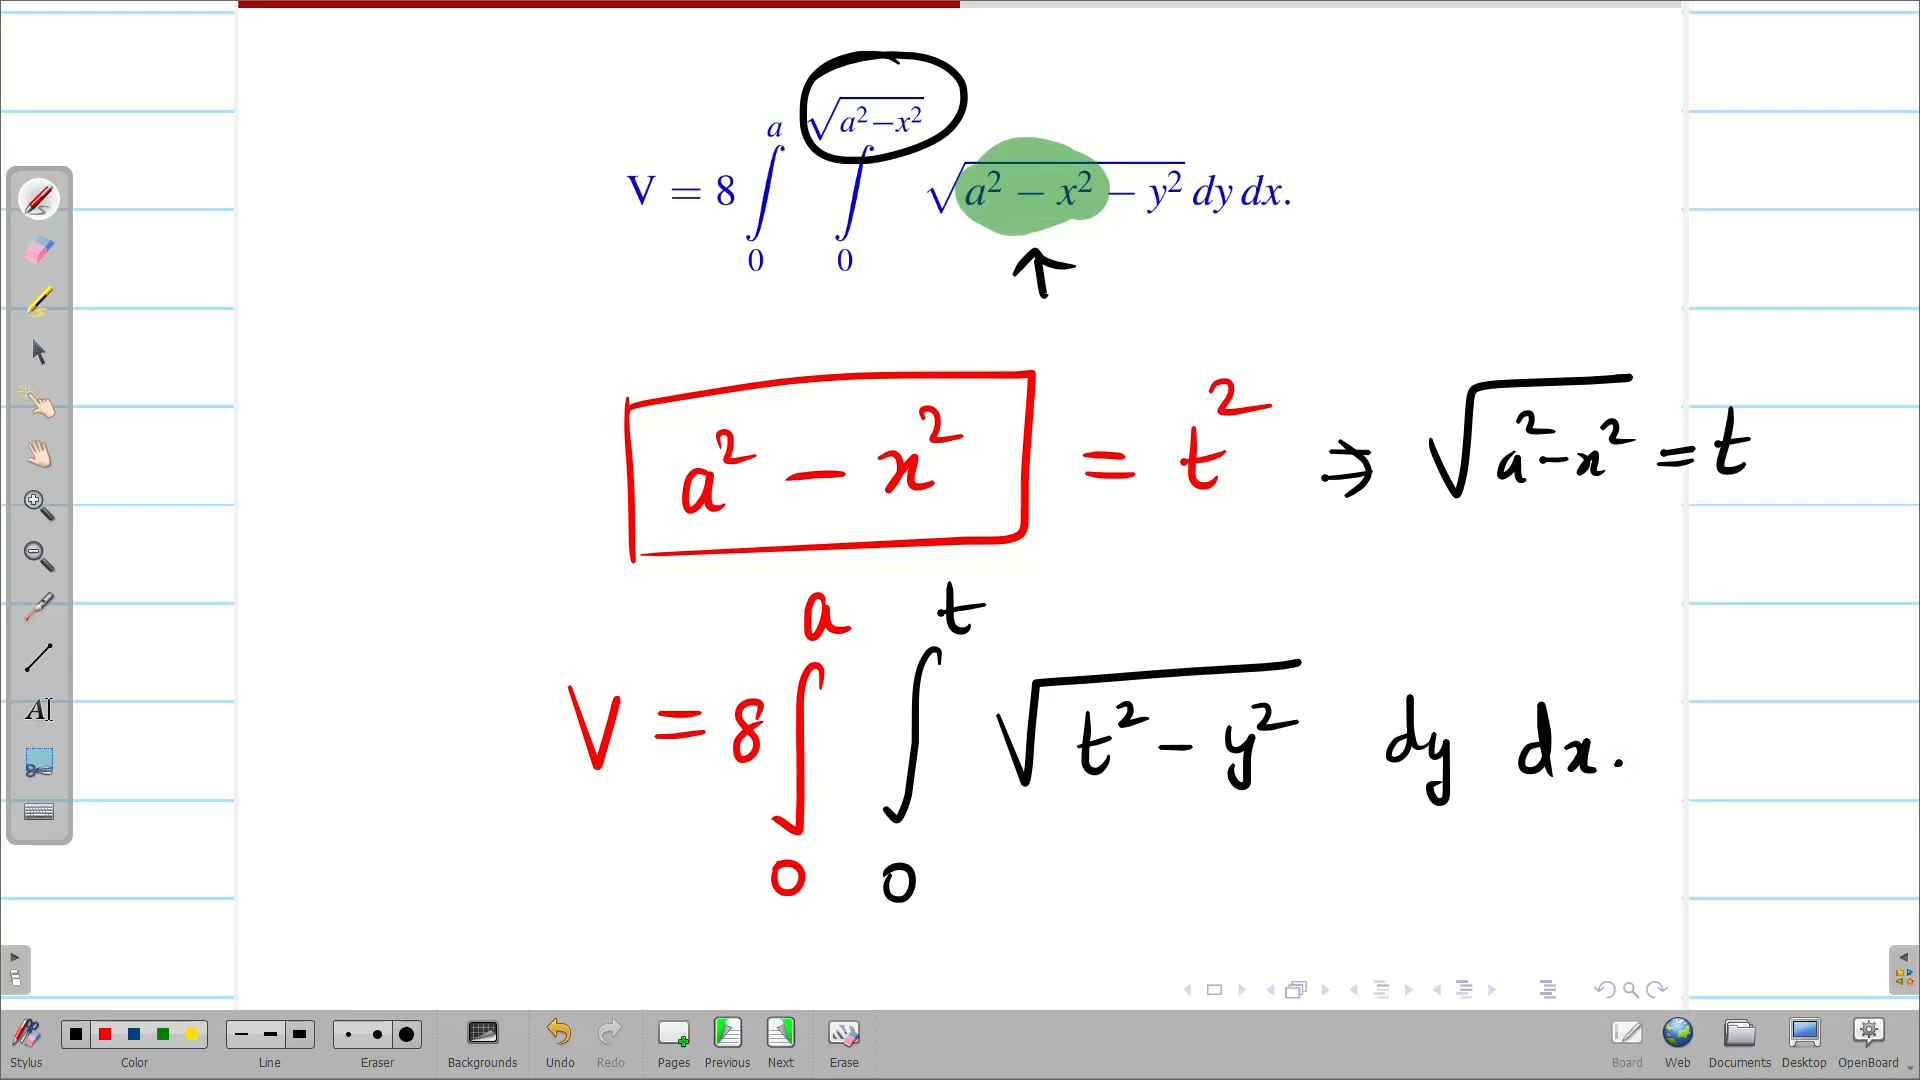 V = 8 ∫₀^a ∫₀^√(a²−x²) √(a² − x² − y²) dy dx.
a² − x² = t² ⇒ √(a²−x²) = t
V = 8 ∫₀^a ∫₀^t √(t² − y²) dy dx.
Stylus Color Line Eraser Backgrounds Undo Redo Pages Previous Next Erase Board Web Documents Desktop OpenBoard